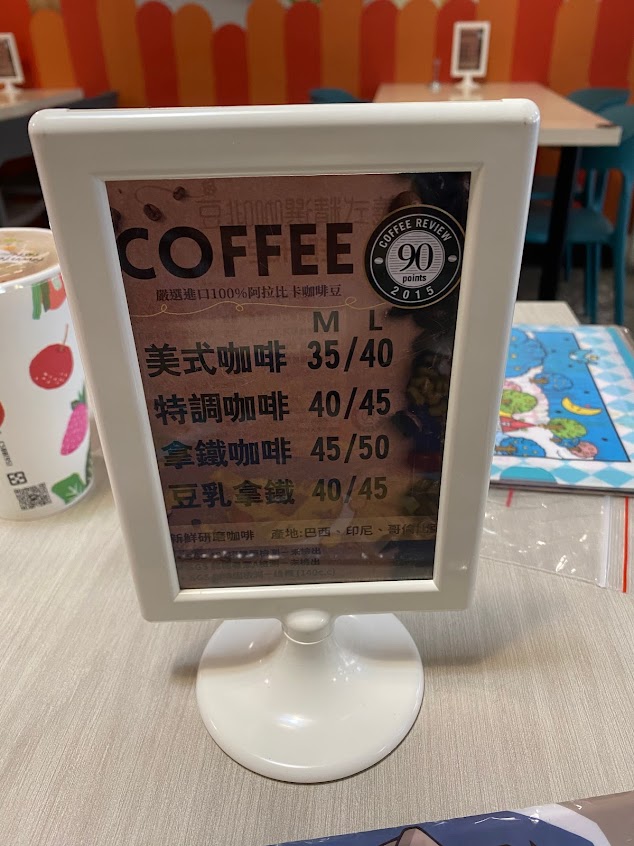 COFFEE
COFFEE REVIEW
90
points
2015
嚴選進口100%阿拉比卡咖啡豆
M L
美式咖啡 35/40
特調咖啡 40/45
拿鐵咖啡 45/50
豆乳拿鐵 40/45
新鮮研磨咖啡 產地:巴西、印尼、哥倫比亞